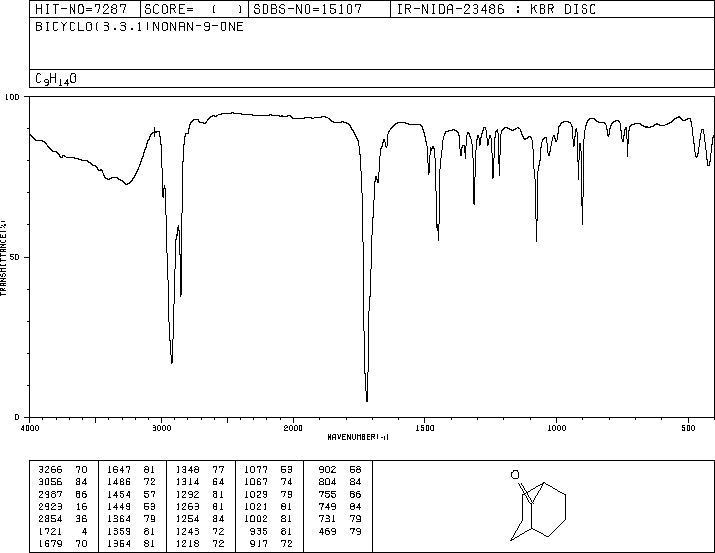 HIT-NO=7287 SCORE= ( ) SDBS-NO=15107 IR-NIDA-23486 : KBR DISC
BICYCLO(3.3.1)NONAN-9-ONE
C9H14O
100
50
0
TRANSMITTANCE(%)
4000 3000 2000 1500 1000 500
WAVENUMBER(-1)
3266 70 1647 81 1348 77 1077 53 902 58
3056 84 1486 72 1314 64 1067 74 804 84
2987 66 1454 57 1292 81 1029 79 755 86
2923 16 1449 53 1263 81 1021 81 749 84
2854 36 1364 79 1254 84 1002 81 731 79
1721 4 1359 81 1243 72 935 81 469 79
1679 70 1354 81 1218 72 917 72
O